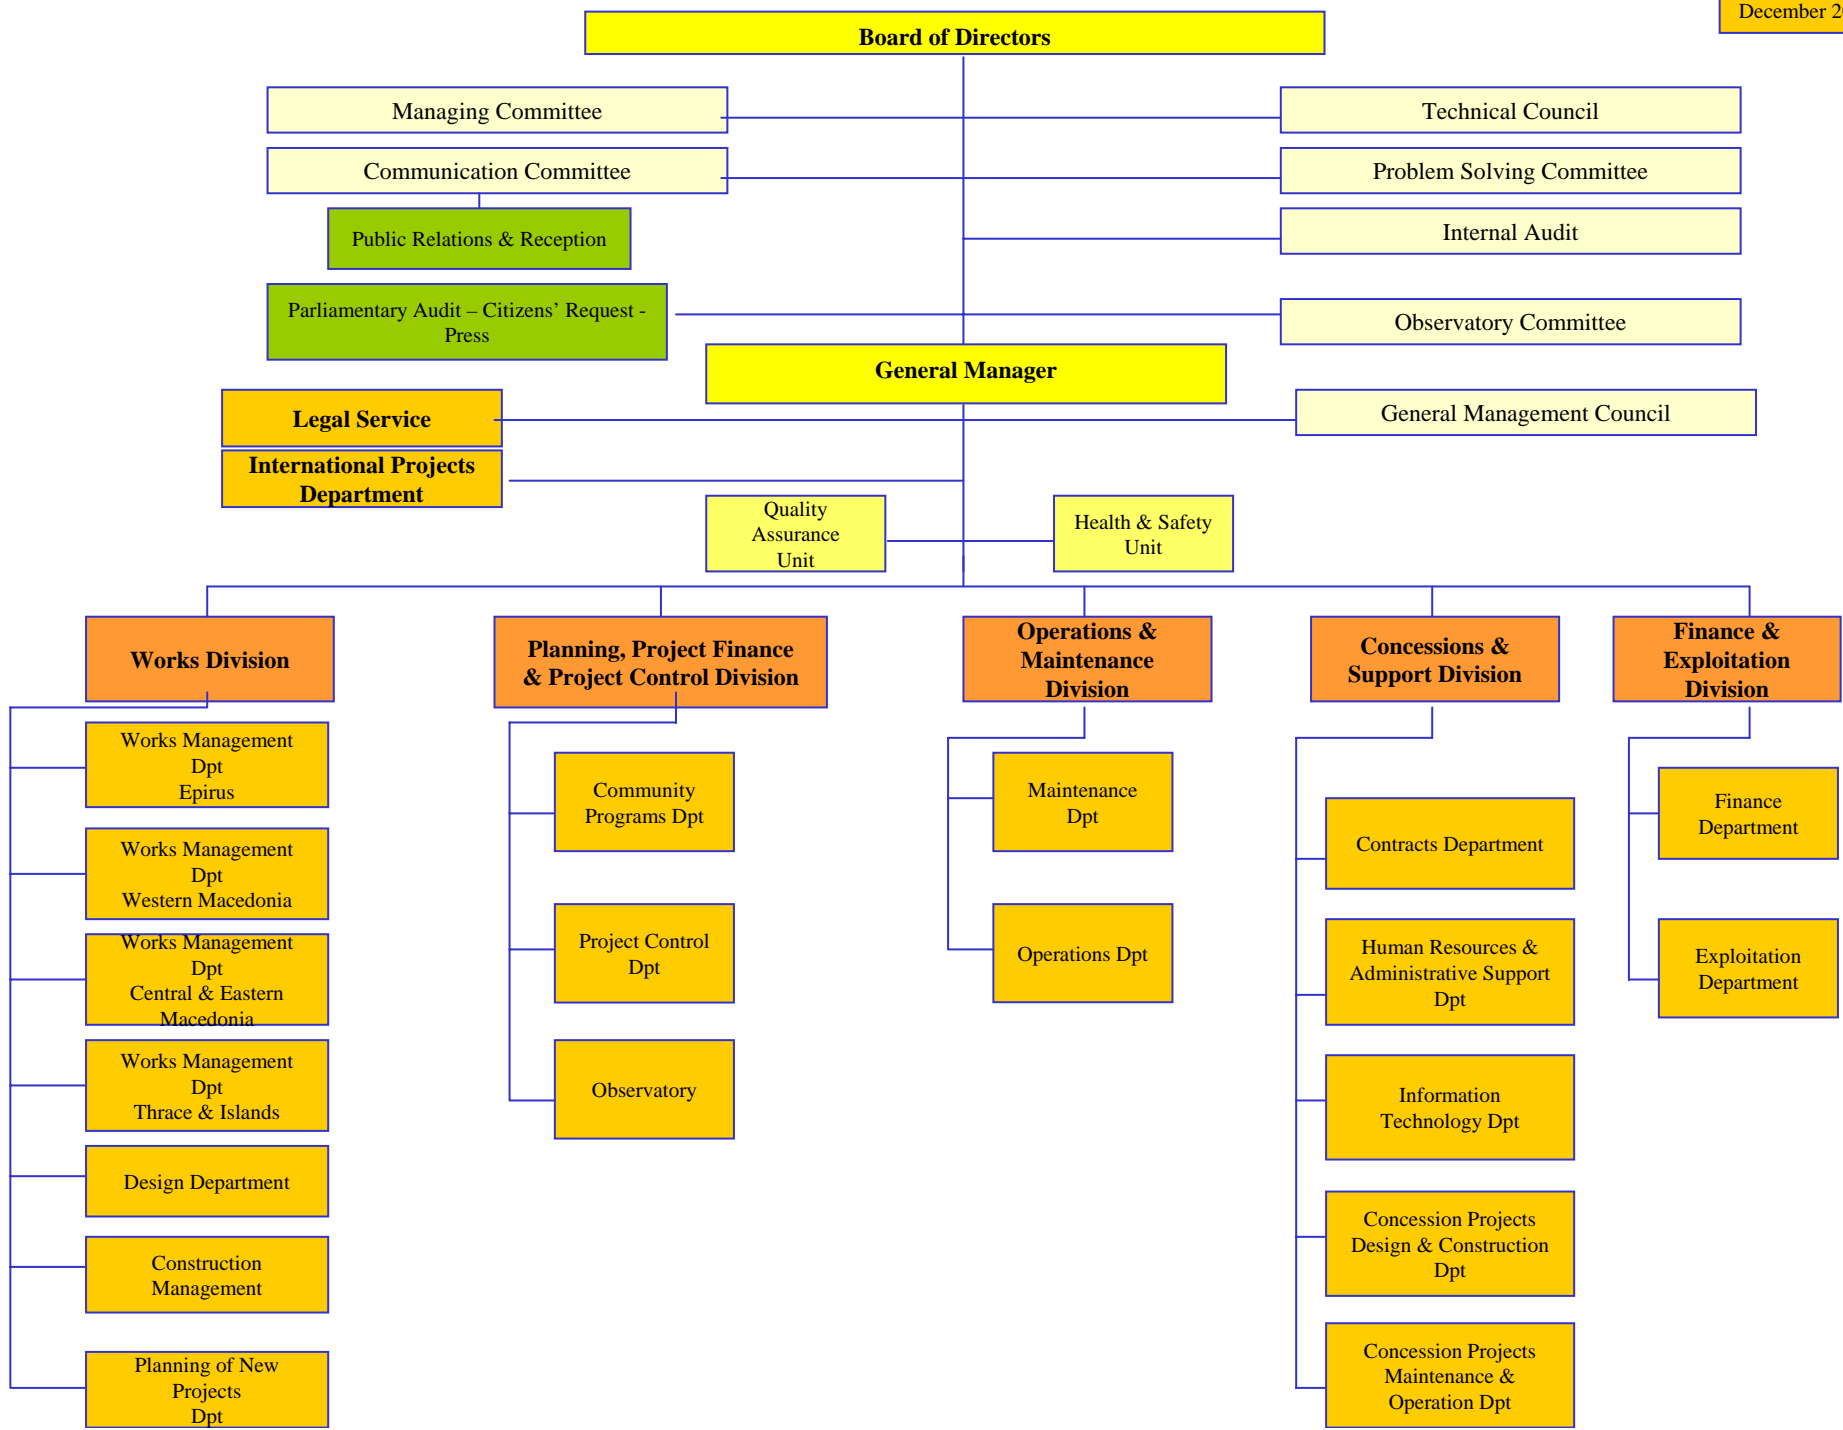 December 2
Board of Directors
Managing Committee
Technical Council
Communication Committee
Problem Solving Committee
Public Relations & Reception
Internal Audit
Parliamentary Audit – Citizens’ Request -
Press
Observatory Committee
General Manager
Legal Service
General Management Council
International Projects
Department
Quality
Assurance
Unit
Health & Safety
Unit
Works Division
Planning, Project Finance
& Project Control Division
Operations &
Maintenance
Division
Concessions &
Support Division
Finance &
Exploitation
Division
Works Management
Dpt
Epirus
Works Management
Dpt
Western Macedonia
Works Management
Dpt
Central & Eastern
Macedonia
Works Management
Dpt
Thrace & Islands
Design Department
Construction
Management
Planning of New
Projects
Dpt
Community
Programs Dpt
Project Control
Dpt
Observatory
Maintenance
Dpt
Operations Dpt
Contracts Department
Human Resources &
Administrative Support
Dpt
Information
Technology Dpt
Concession Projects
Design & Construction
Dpt
Concession Projects
Maintenance &
Operation Dpt
Finance
Department
Exploitation
Department